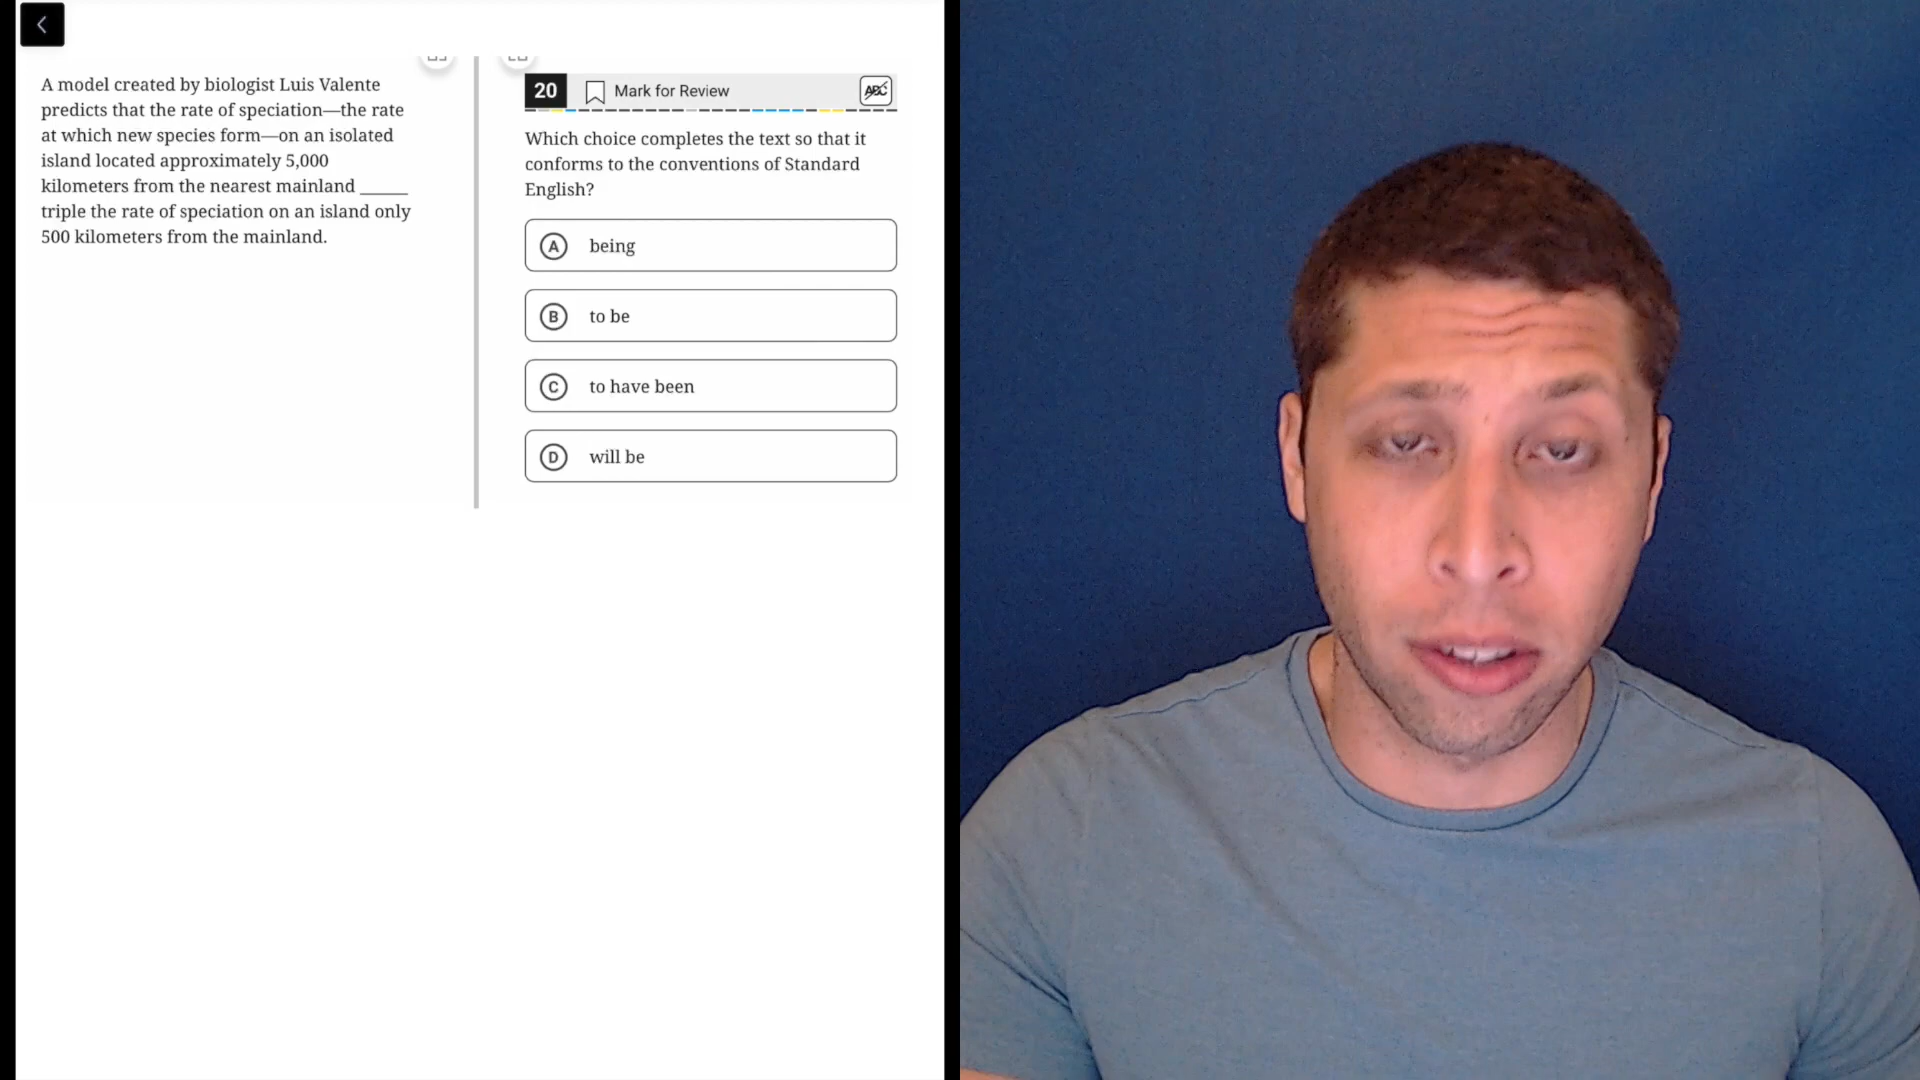 A model created by biologist Luis Valente
predicts that the rate of speciation—the rate
at which new species form—on an isolated
island located approximately 5,000
kilometers from the nearest mainland ______
triple the rate of speciation on an island only
500 kilometers from the mainland.
20 Mark for Review ABC
Which choice completes the text so that it
conforms to the conventions of Standard
English?
A being
B to be
C to have been
D will be